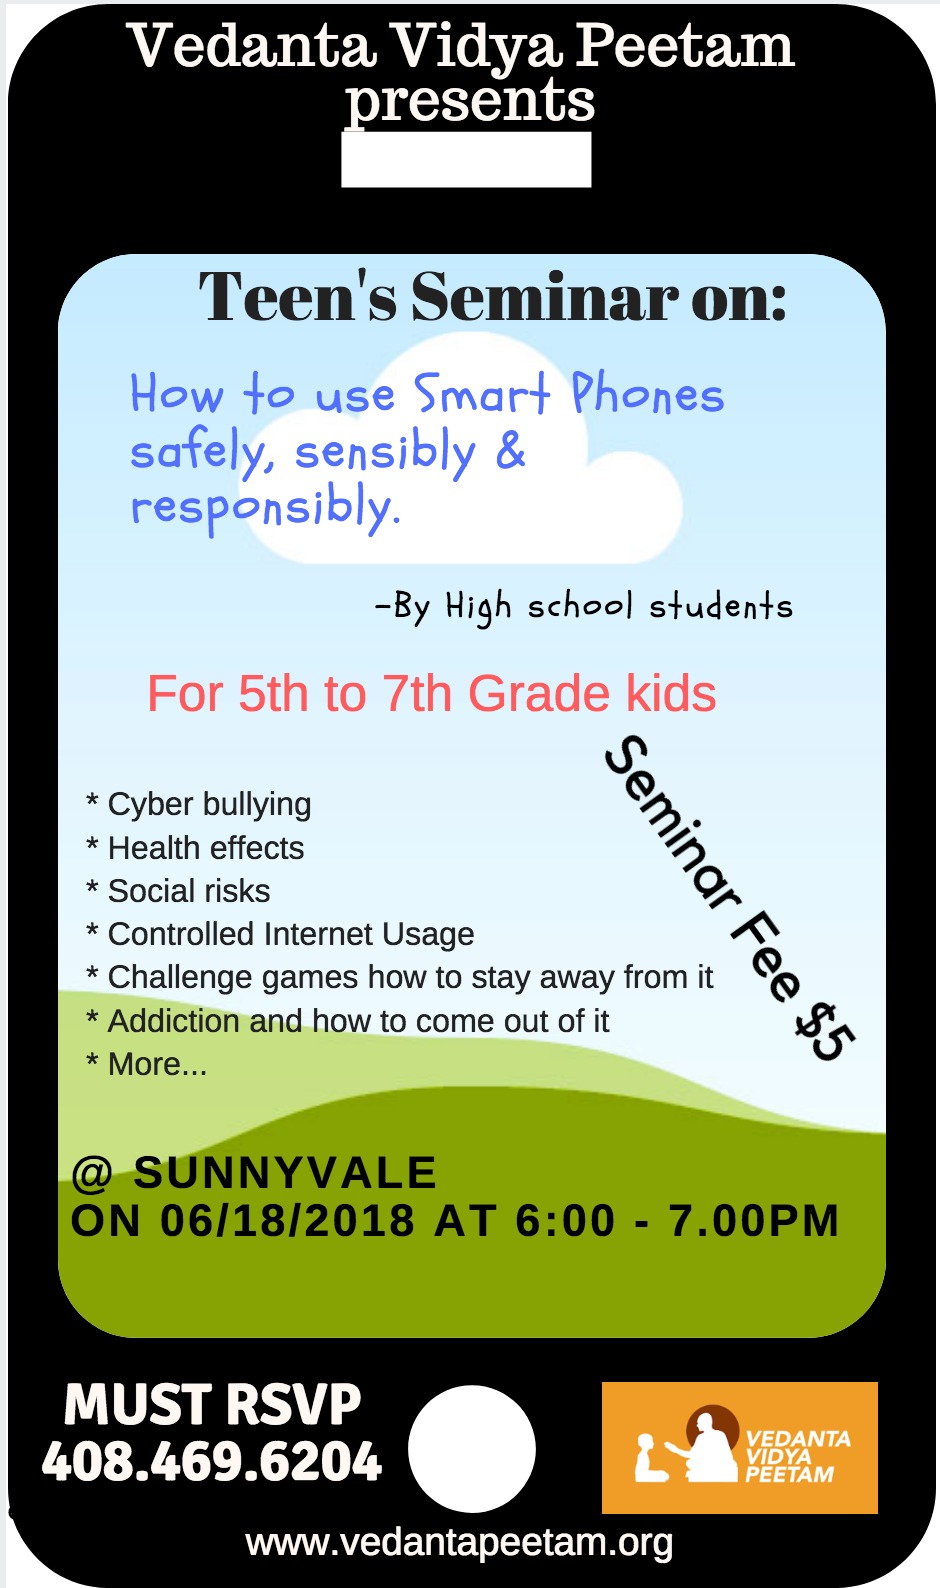 Vedanta Vidya Peetam
presents
Teen's Seminar on:
How to use Smart Phones
safely, sensibly &
responsibly.
-By High school students
For 5th to 7th Grade kids
Seminar Fee $5
* Cyber bullying
* Health effects
* Social risks
* Controlled Internet Usage
* Challenge games how to stay away from it
* Addiction and how to come out of it
* More...
@ SUNNYVALE
ON 06/18/2018 AT 6:00 - 7.00PM
MUST RSVP
408.469.6204
VEDANTA
VIDYA
PEETAM
www.vedantapeetam.org